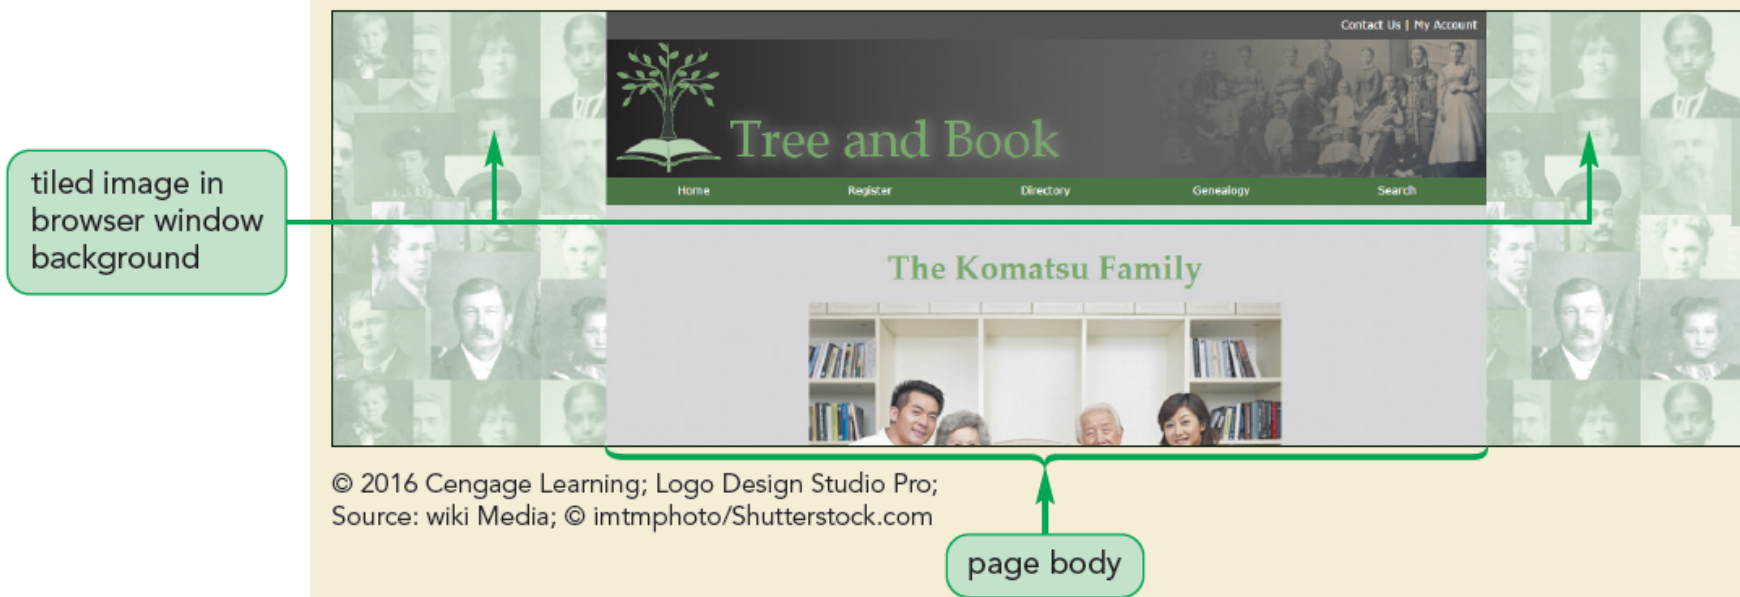 Contact Us | My Account
Tree and Book
Home Register Directory Genealogy Search
tiled image in
browser window
background
The Komatsu Family
© 2016 Cengage Learning; Logo Design Studio Pro;
Source: wiki Media; © imtmphoto/Shutterstock.com
page body